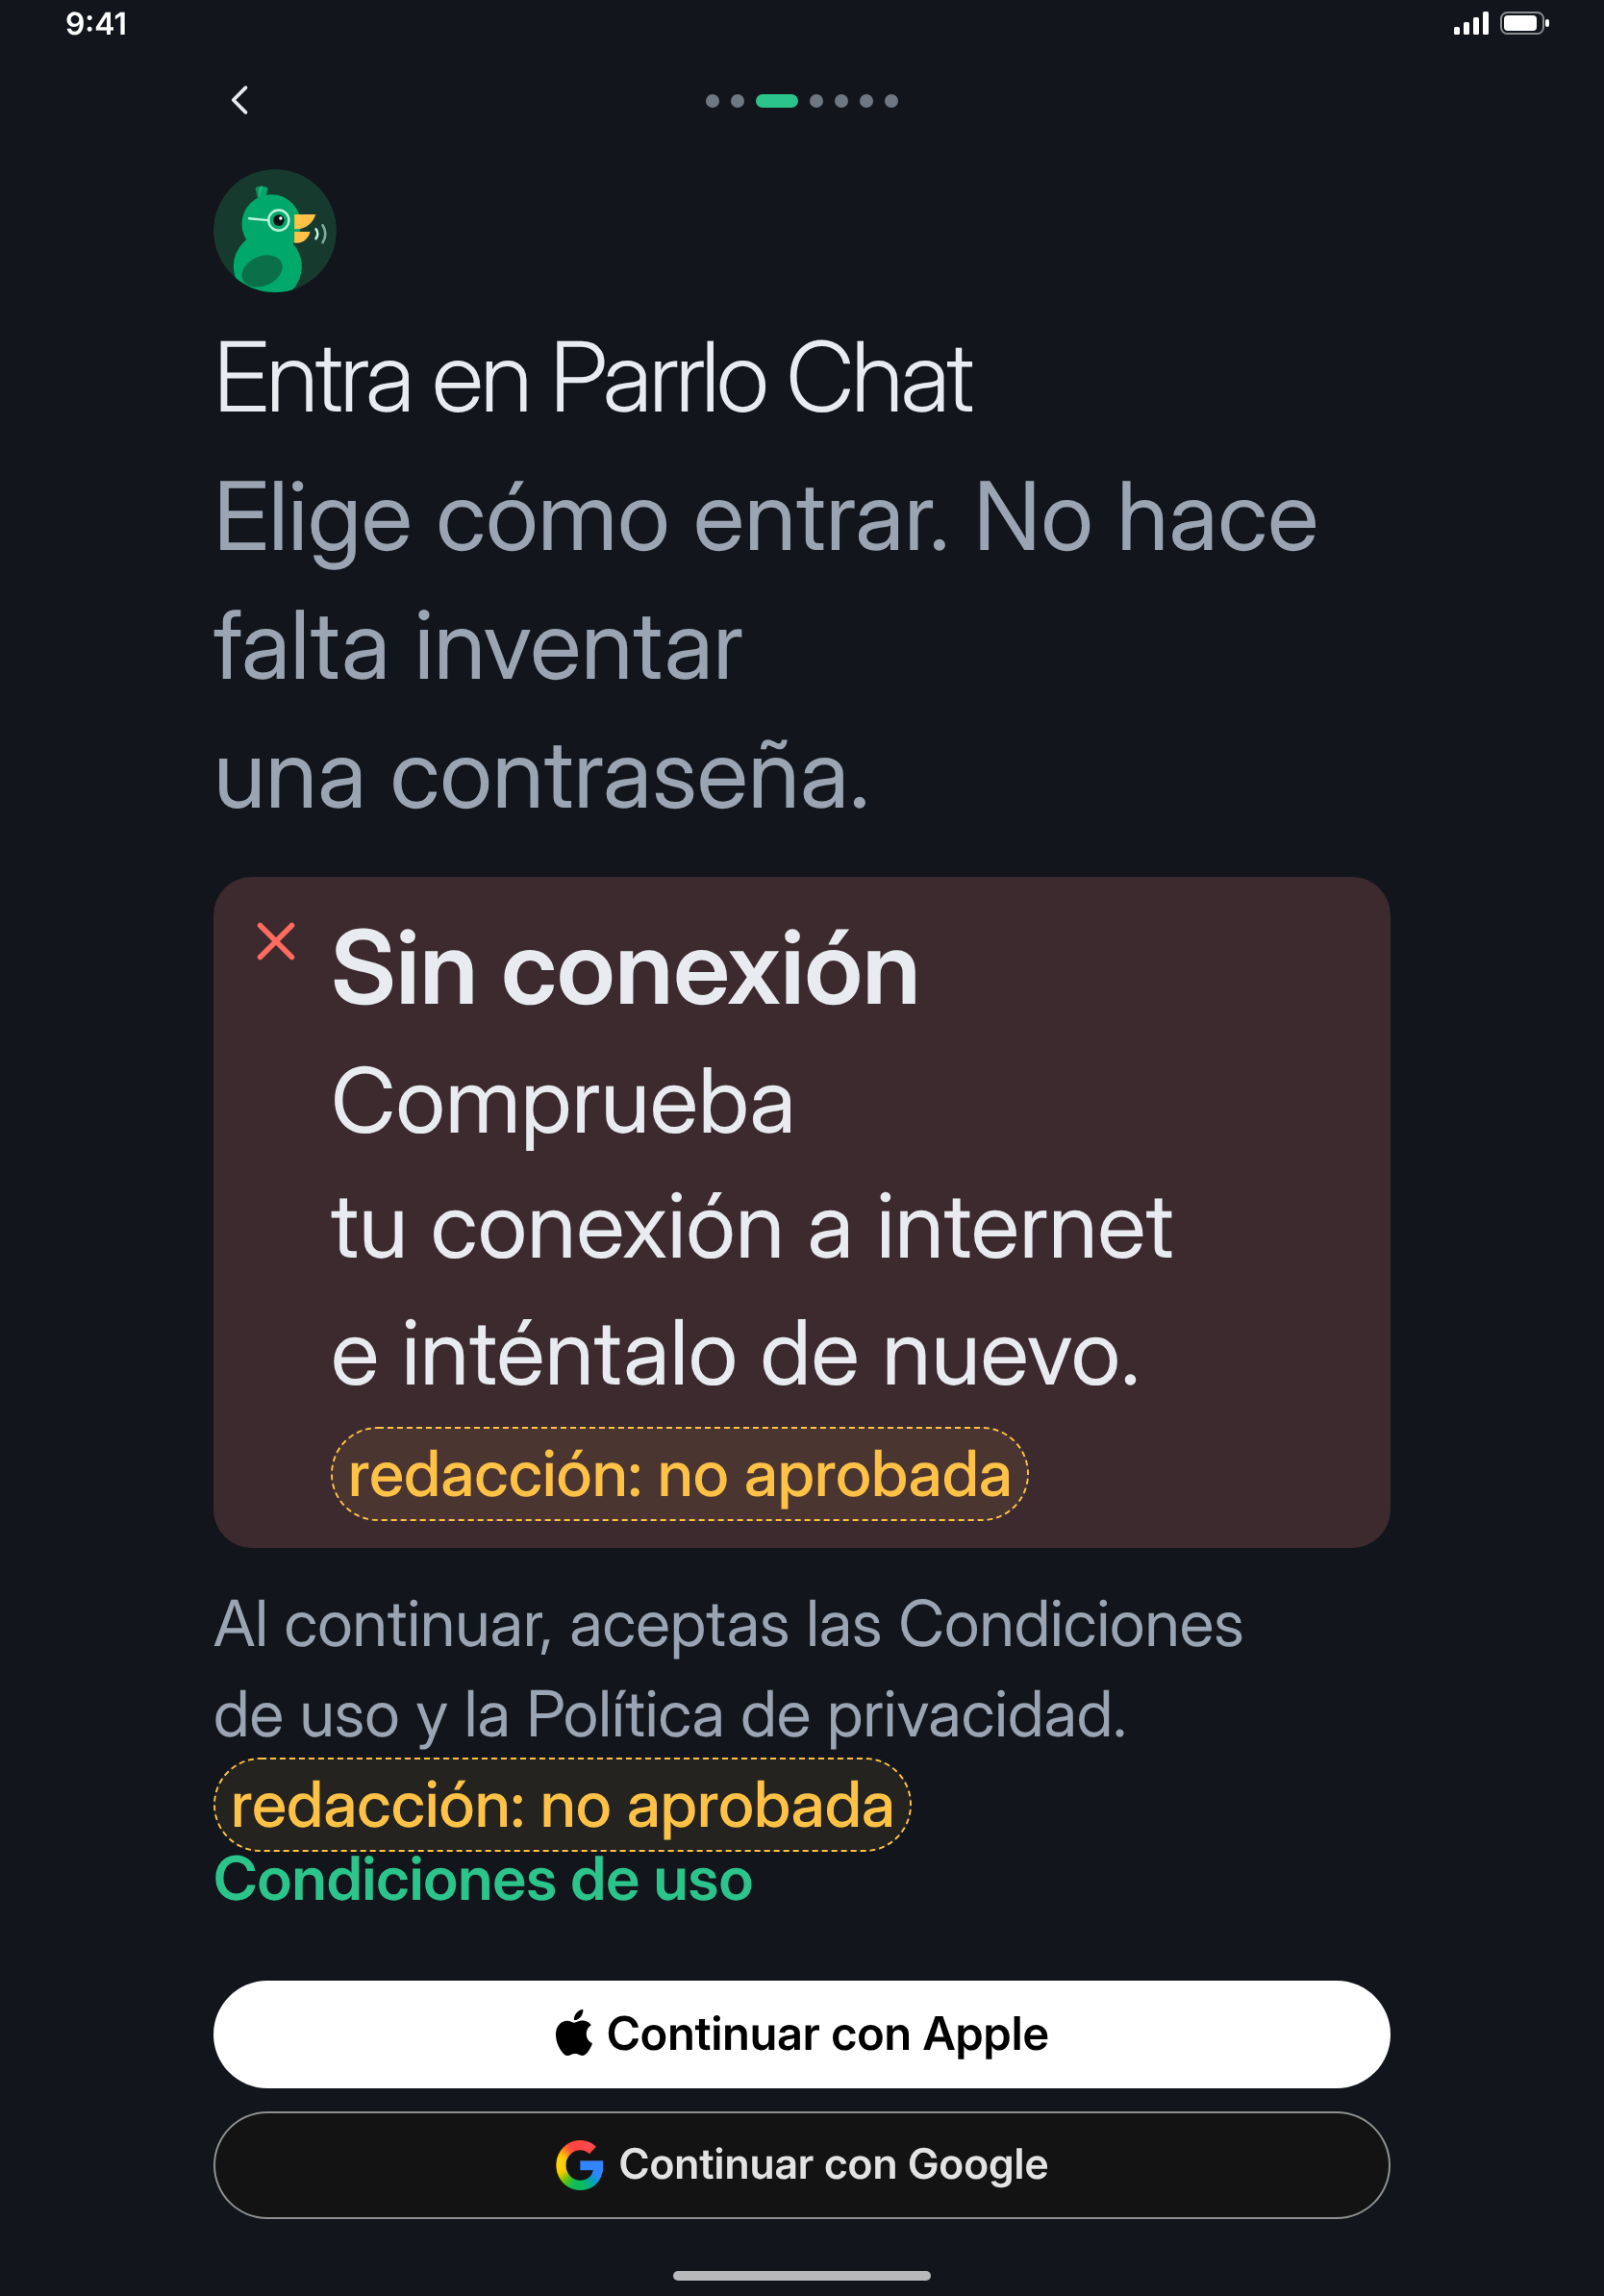 9:41
Entra en Parrlo Chat
Elige cómo entrar. No hace
falta inventar
una contraseña.
Sin conexión
Comprueba
tu conexión a internet
e inténtalo de nuevo.
redacción: no aprobada
Al continuar, aceptas las Condiciones
de uso y la Política de privacidad.
redacción: no aprobada
Condiciones de uso
Continuar con Apple
Continuar con Google